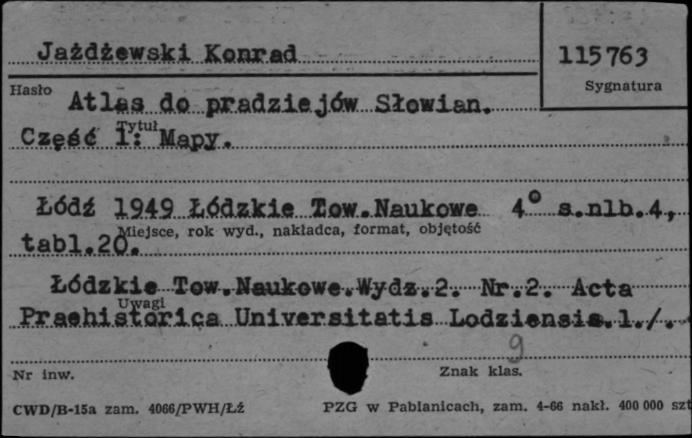 Jażdżewski Konrad
115763
Hasło
Sygnatura
Atlas do pradziejów Słowian.
Tytuł
Część 1: Mapy.
Łódź 1949 Łódzkie Tow.Naukowe 4° s.nlb.4,
Miejsce, rok wyd., nakładca, format, objętość
tabl.20.
Łódzkie Tow.Naukowe.Wydz.2. Nr.2. Acta
Uwagi
Praehistorica Universitatis Lodziensis.1./.
9
Nr inw.
Znak klas.
CWD/B-15a zam. 4066/PWH/Łź
PZG w Pabianicach, zam. 4-66 nakł. 400 000 szt